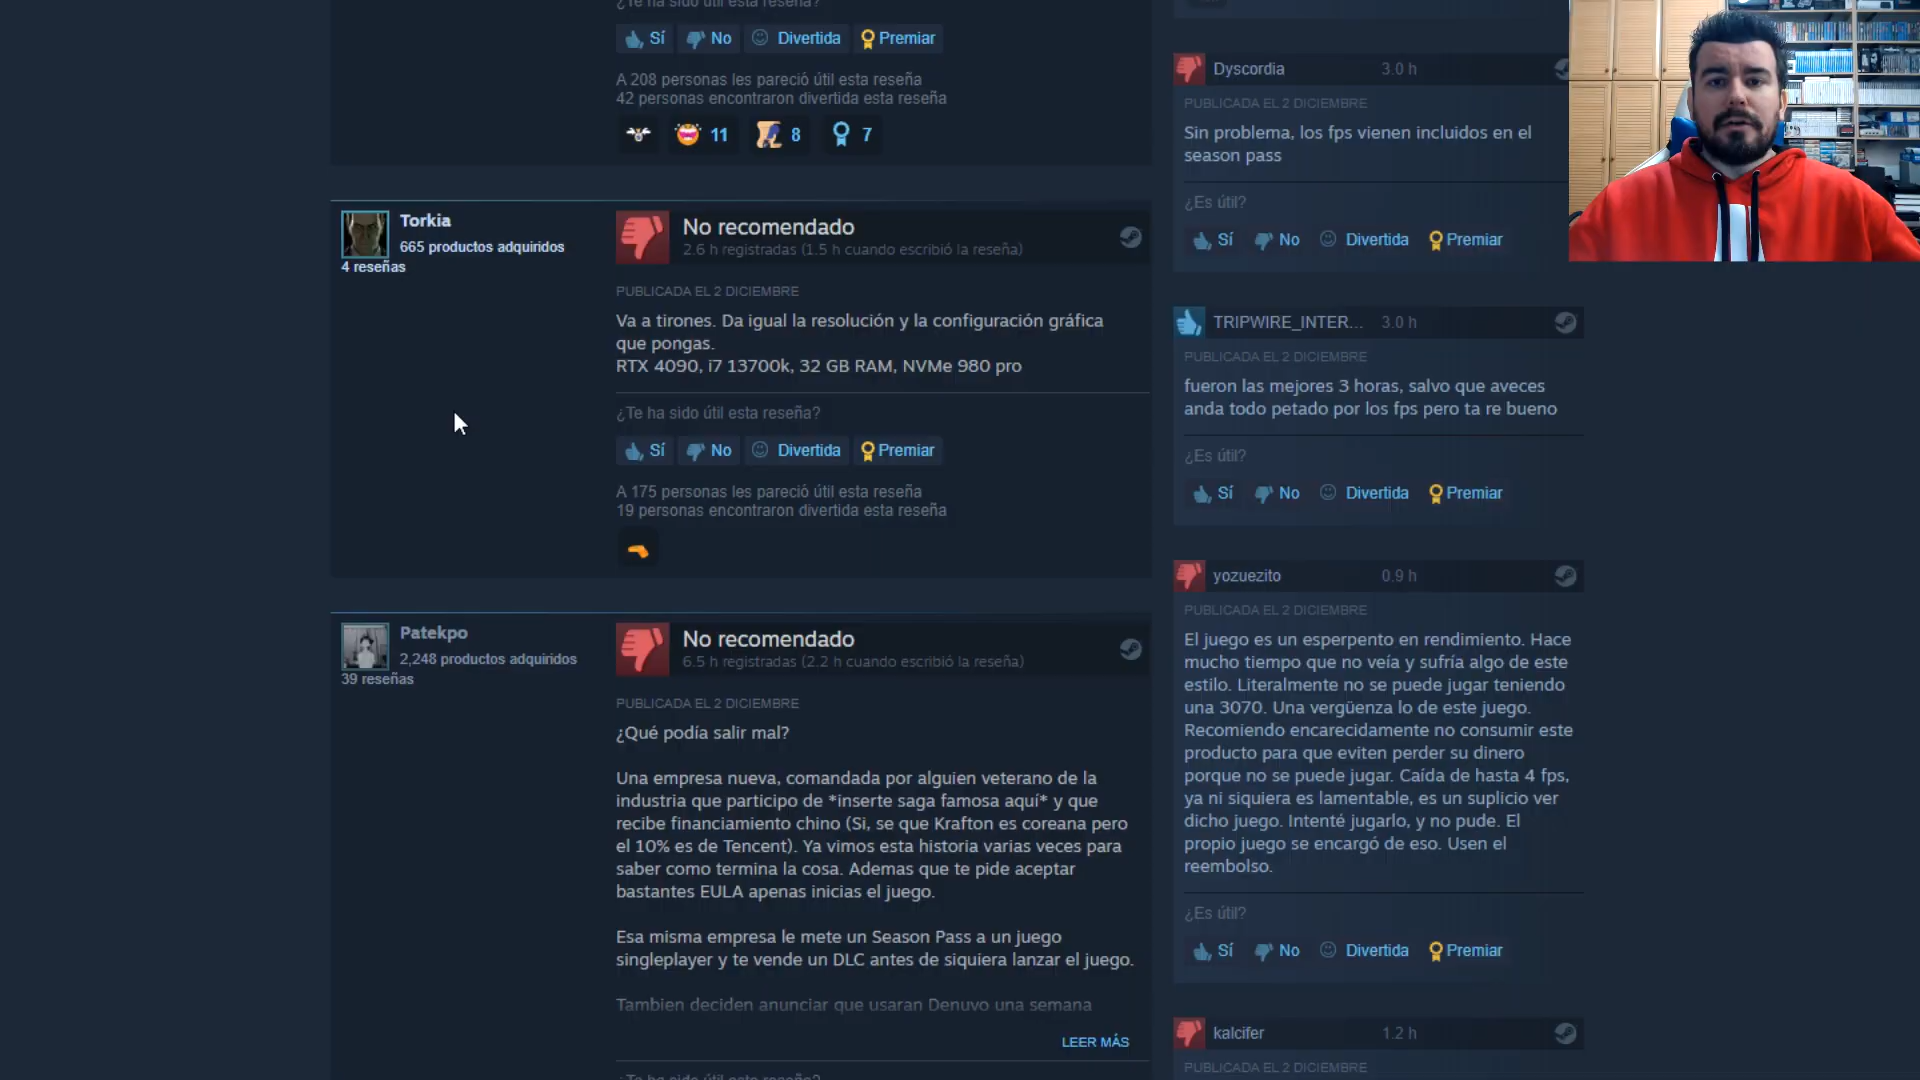 ¿Te ha sido útil esta reseña?
Sí No Divertida Premiar
A 208 personas les pareció útil esta reseña
42 personas encontraron divertida esta reseña
11 8 7
Torkia
665 productos adquiridos
4 reseñas
No recomendado
2.6 h registradas (1.5 h cuando escribió la reseña)
PUBLICADA EL 2 DICIEMBRE
Va a tirones. Da igual la resolución y la configuración gráfica
que pongas.
RTX 4090, i7 13700k, 32 GB RAM, NVMe 980 pro
¿Te ha sido útil esta reseña?
Sí No Divertida Premiar
A 175 personas les pareció útil esta reseña
19 personas encontraron divertida esta reseña
Patekpo
2,248 productos adquiridos
39 reseñas
No recomendado
6.5 h registradas (2.2 h cuando escribió la reseña)
PUBLICADA EL 2 DICIEMBRE
¿Qué podía salir mal?
Una empresa nueva, comandada por alguien veterano de la
industria que participo de *inserte saga famosa aquí* y que
recibe financiamiento chino (Si, se que Krafton es coreana pero
el 10% es de Tencent). Ya vimos esta historia varias veces para
saber como termina la cosa. Ademas que te pide aceptar
bastantes EULA apenas inicias el juego.
Esa misma empresa le mete un Season Pass a un juego
singleplayer y te vende un DLC antes de siquiera lanzar el juego.
Tambien deciden anunciar que usaran Denuvo una semana
LEER MÁS
¿Te ha sido útil esta reseña?
Dyscordia 3.0 h
PUBLICADA EL 2 DICIEMBRE
Sin problema, los fps vienen incluidos en el
season pass
¿Es útil?
Sí No Divertida Premiar
TRIPWIRE_INTER... 3.0 h
PUBLICADA EL 2 DICIEMBRE
fueron las mejores 3 horas, salvo que aveces
anda todo petado por los fps pero ta re bueno
¿Es útil?
Sí No Divertida Premiar
yozuezito 0.9 h
PUBLICADA EL 2 DICIEMBRE
El juego es un esperpento en rendimiento. Hace
mucho tiempo que no veía y sufría algo de este
estilo. Literalmente no se puede jugar teniendo
una 3070. Una vergüenza lo de este juego.
Recomiendo encarecidamente no consumir este
producto para que eviten perder su dinero
porque no se puede jugar. Caída de hasta 4 fps,
ya ni siquiera es lamentable, es un suplicio ver
dicho juego. Intenté jugarlo, y no pude. El
propio juego se encargó de eso. Usen el
reembolso.
¿Es útil?
Sí No Divertida Premiar
kalcifer 1.2 h
PUBLICADA EL 2 DICIEMBRE